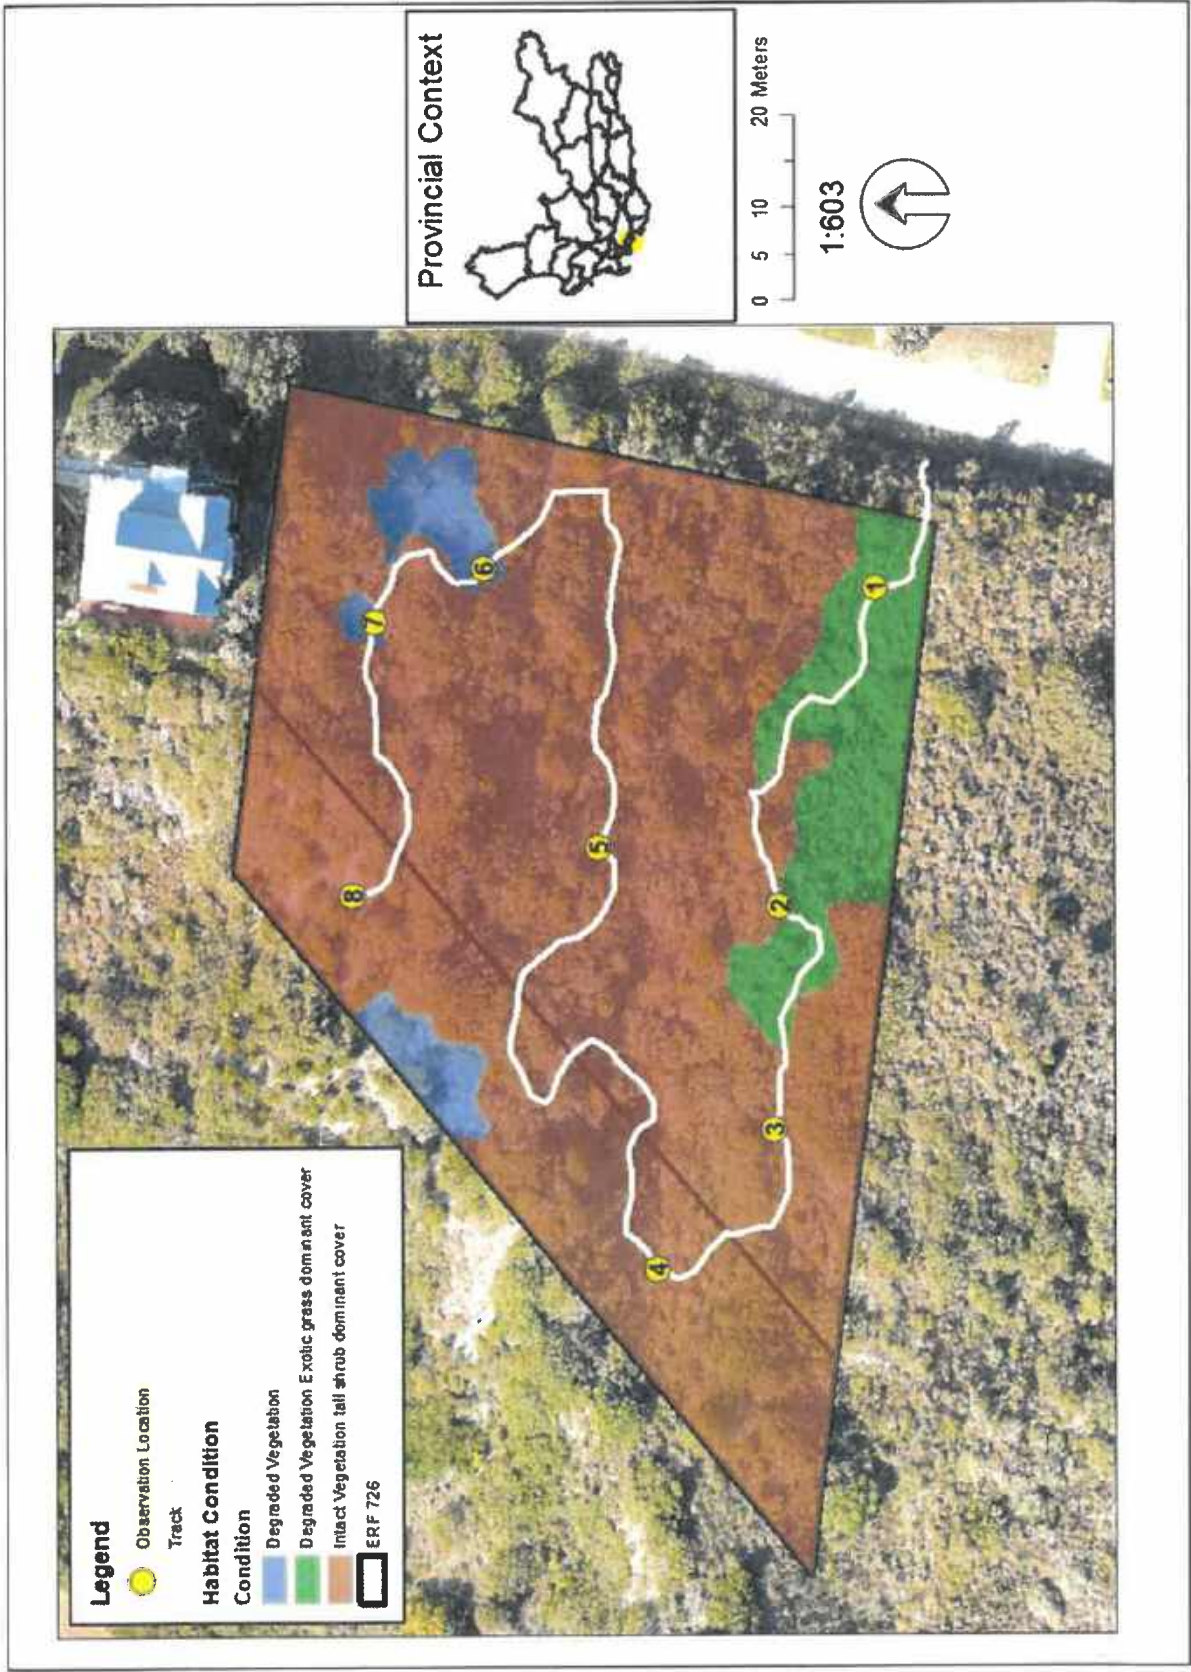 Legend
Observation Location
Track
Habitat Condition
Condition
Degraded Vegetation
Degraded Vegetation Exotic grass dominant cover
Intact Vegetation tall shrub dominant cover
ERF 726
1
2
3
4
5
6
7
8
Provincial Context
0 5 10 20 Meters
1:603